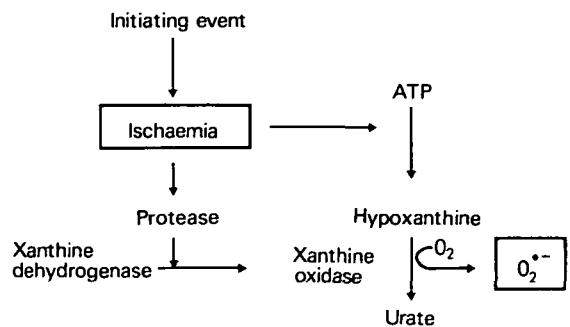 Initiating event
ATP
Ischaemia
Protease
Hypoxanthine
Xanthine
dehydrogenase
Xanthine
oxidase
O₂
O₂•−
Urate